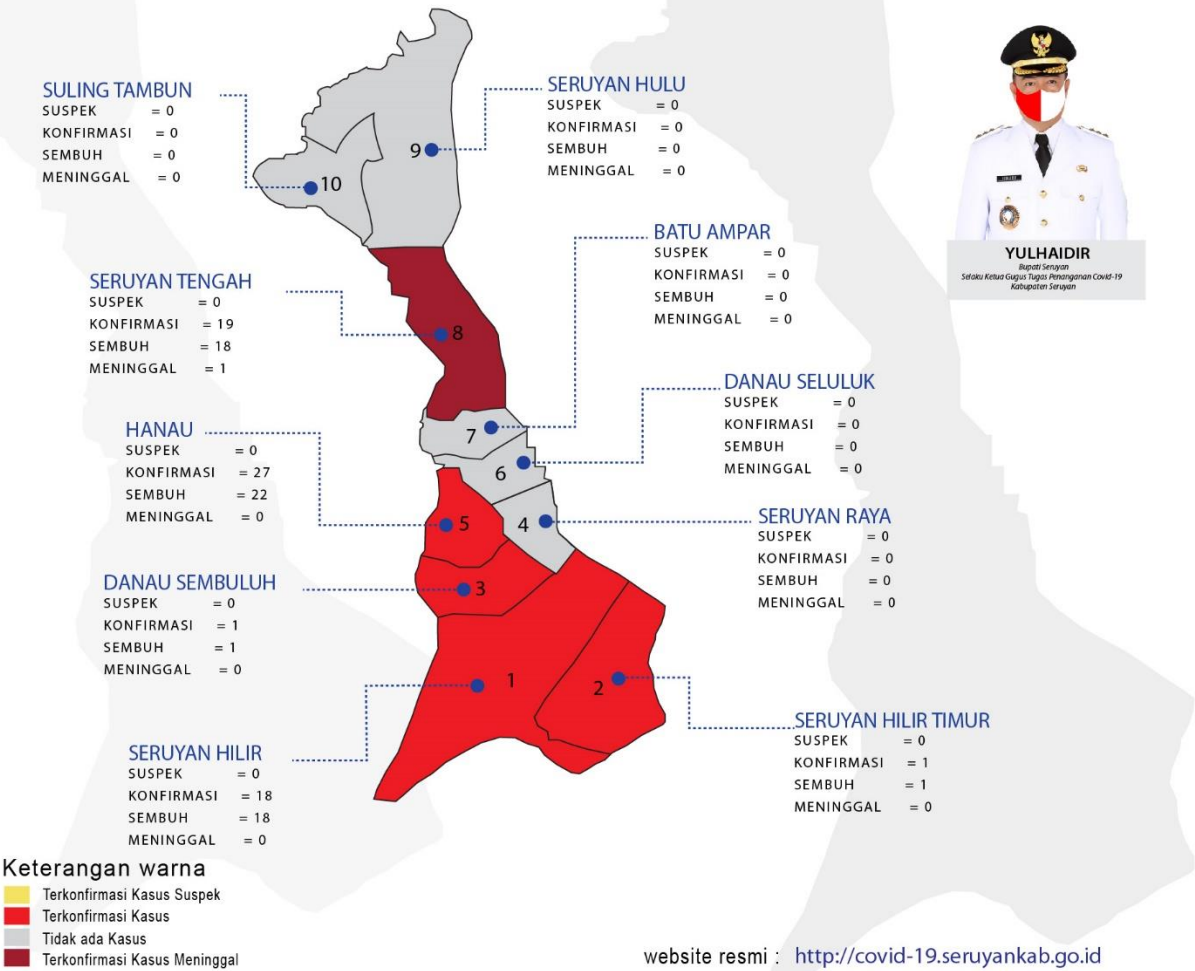 SULING TAMBUN
SUSPEK = 0
KONFIRMASI = 0
SEMBUH = 0
MENINGGAL = 0
SERUYAN HULU
SUSPEK = 0
KONFIRMASI = 0
SEMBUH = 0
MENINGGAL = 0
YULHAIDIR
Bupati Seruyan
Selaku Ketua Gugus Tugas Penanganan Covid-19
Kabupaten Seruyan
BATU AMPAR
SUSPEK = 0
KONFIRMASI = 0
SEMBUH = 0
MENINGGAL = 0
SERUYAN TENGAH
SUSPEK = 0
KONFIRMASI = 19
SEMBUH = 18
MENINGGAL = 1
DANAU SELULUK
SUSPEK = 0
KONFIRMASI = 0
SEMBUH = 0
MENINGGAL = 0
HANAU
SUSPEK = 0
KONFIRMASI = 27
SEMBUH = 22
MENINGGAL = 0
SERUYAN RAYA
SUSPEK = 0
KONFIRMASI = 0
SEMBUH = 0
MENINGGAL = 0
DANAU SEMBULUH
SUSPEK = 0
KONFIRMASI = 1
SEMBUH = 1
MENINGGAL = 0
SERUYAN HILIR TIMUR
SUSPEK = 0
KONFIRMASI = 1
SEMBUH = 1
MENINGGAL = 0
SERUYAN HILIR
SUSPEK = 0
KONFIRMASI = 18
SEMBUH = 18
MENINGGAL = 0
9
10
8
7
6
5
4
3
1
2
Keterangan warna
Terkonfirmasi Kasus Suspek
Terkonfirmasi Kasus
Tidak ada Kasus
Terkonfirmasi Kasus Meninggal
website resmi : http://covid-19.seruyankab.go.id